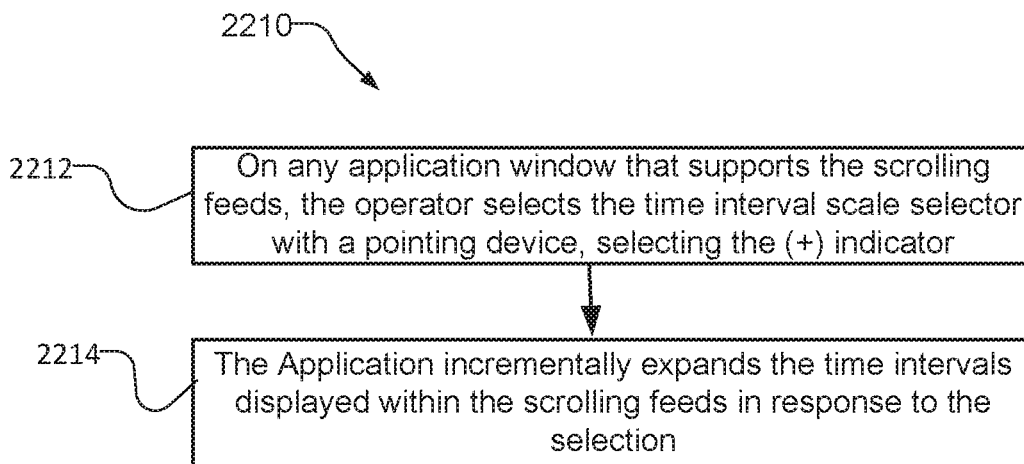 2210
2212
On any application window that supports the scrolling
feeds, the operator selects the time interval scale selector
with a pointing device, selecting the (+) indicator
2214
The Application incrementally expands the time intervals
displayed within the scrolling feeds in response to the
selection